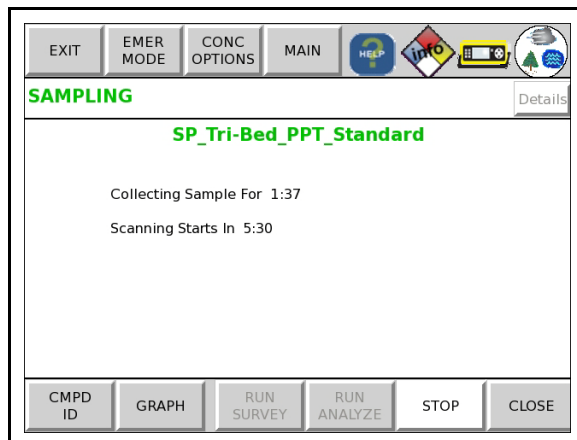 EXIT
EMER
MODE
CONC
OPTIONS
MAIN
HELP
info
SAMPLING
Details
SP_Tri-Bed_PPT_Standard
Collecting Sample For 1:37
Scanning Starts In 5:30
CMPD
ID
GRAPH
RUN
SURVEY
RUN
ANALYZE
STOP
CLOSE